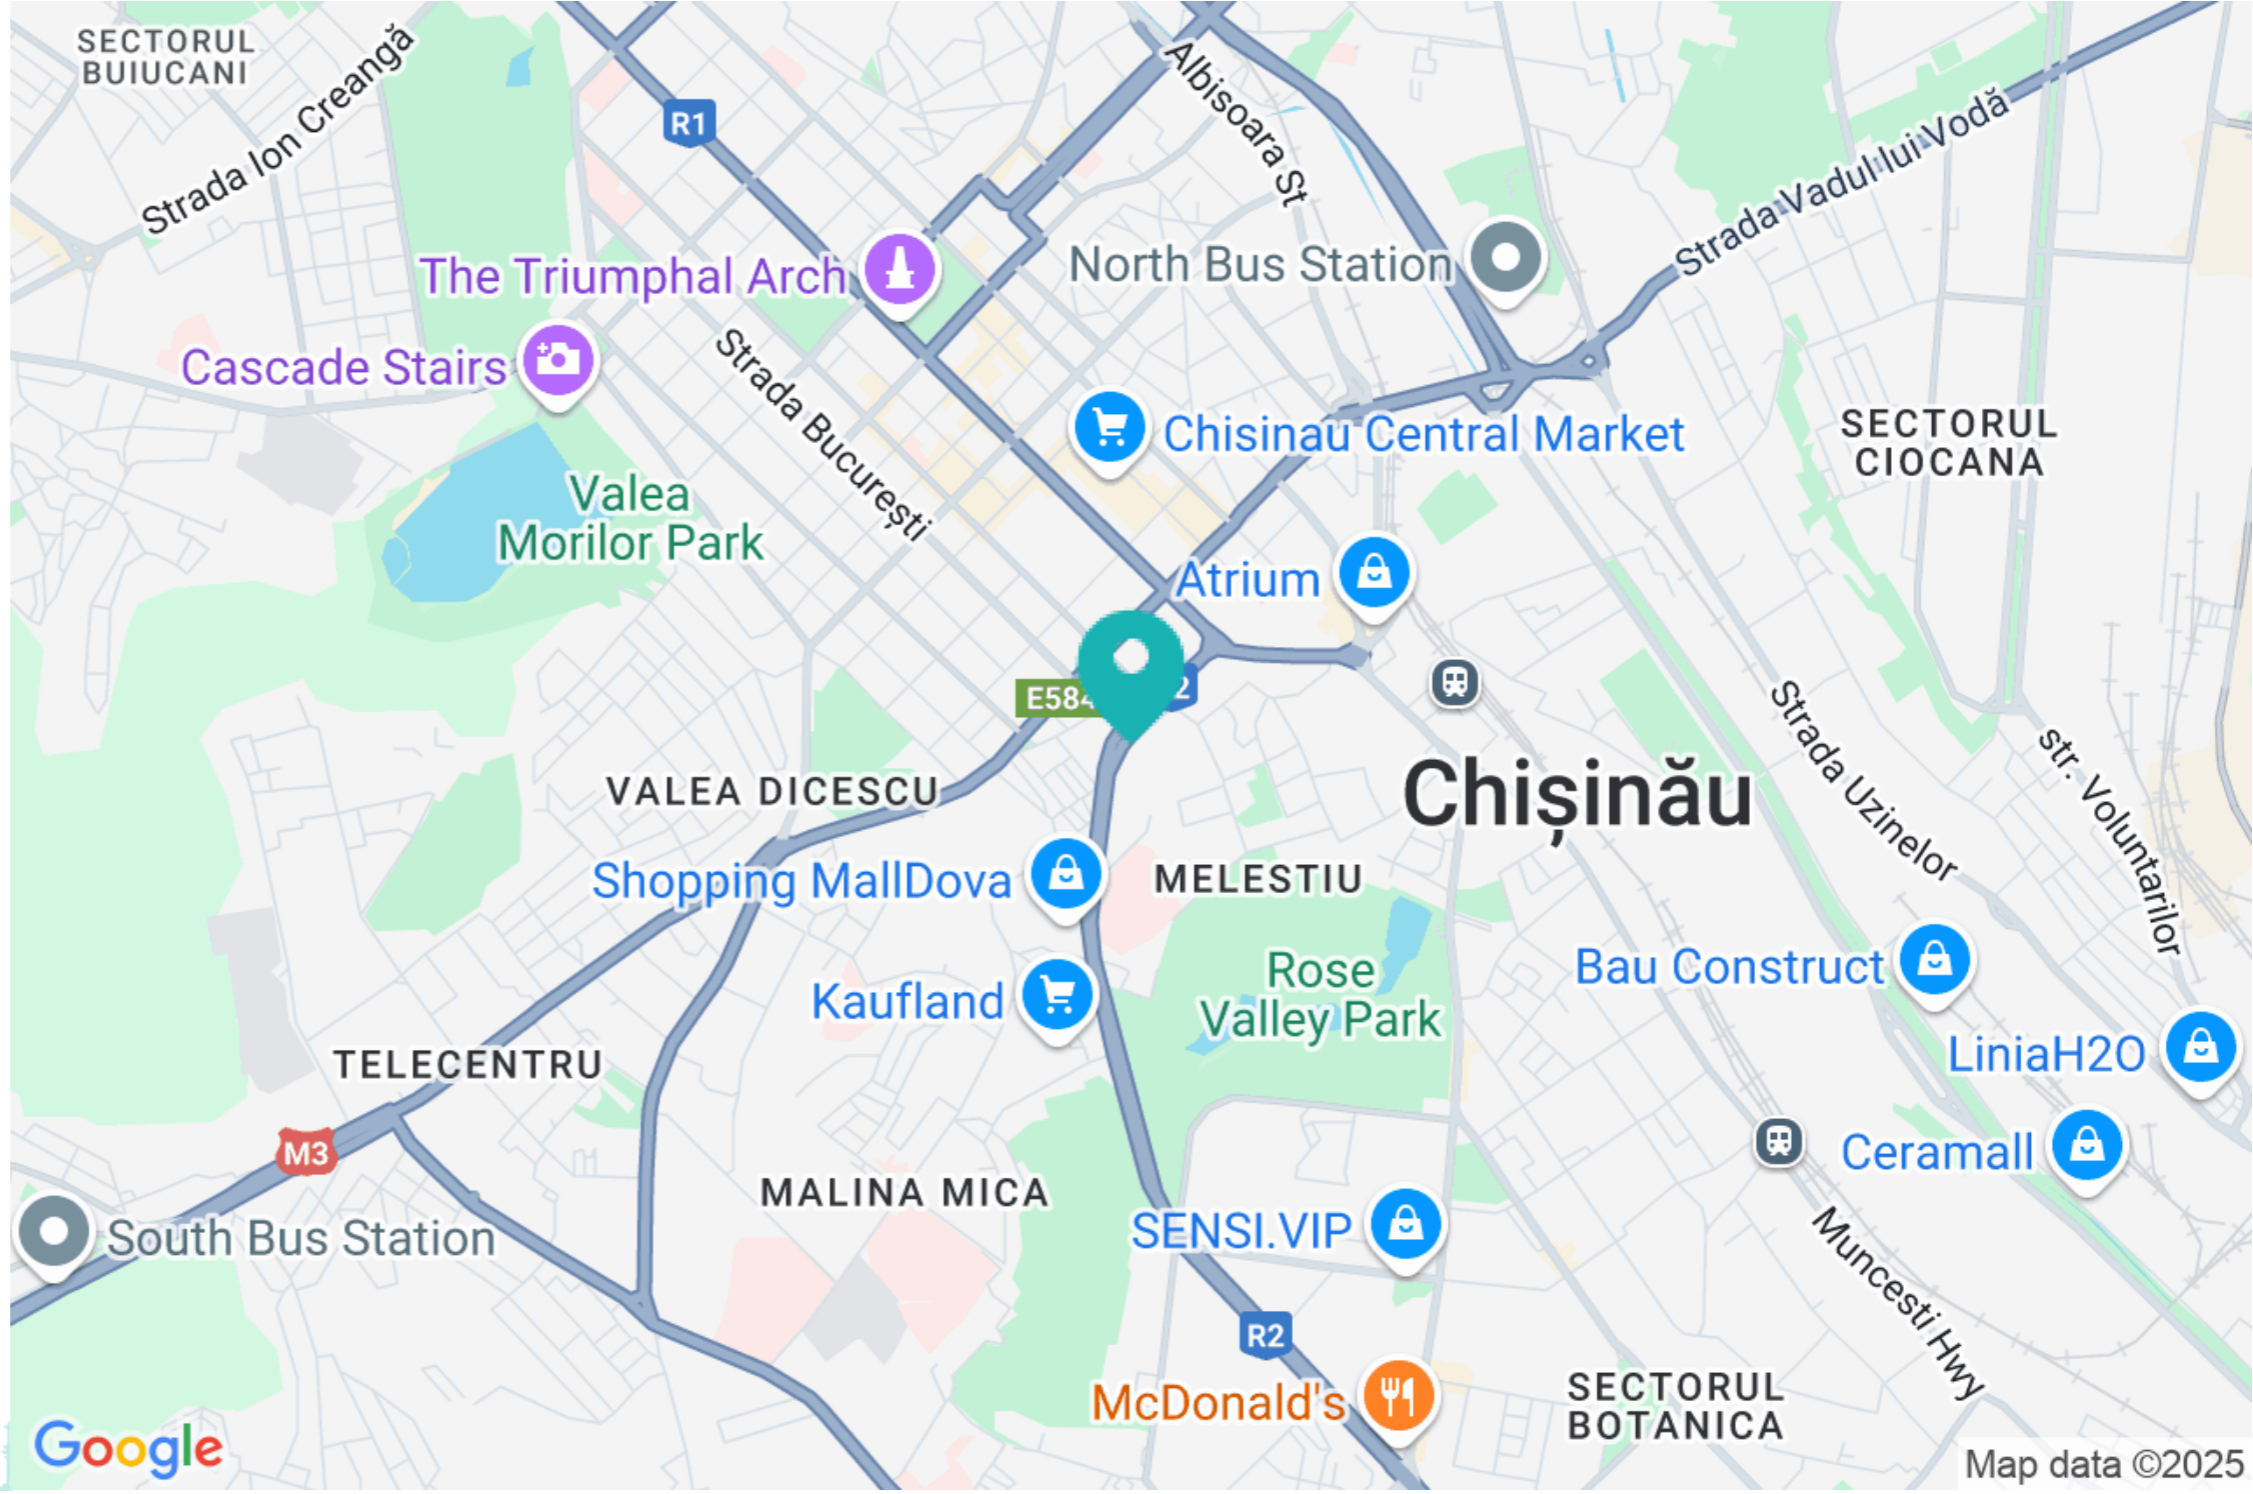 SECTORUL
BUIUCANI
Strada Ion Creangă
R1
Albisoara St
Strada Vadul lui Vodă
The Triumphal Arch
North Bus Station
Cascade Stairs
Strada București
Chisinau Central Market
SECTORUL
CIOCANA
Valea
Morilor Park
Atrium
E584
2
Strada Uzinelor
str. Voluntarilor
VALEA DICESCU
Chișinău
Shopping MallDova
MELESTIU
Rose
Valley Park
Bau Construct
Kaufland
LiniaH2O
TELECENTRU
M3
Ceramall
MALINA MICA
South Bus Station
SENSI.VIP
Muncesti Hwy
R2
McDonald's
SECTORUL
BOTANICA
Google
Map data ©2025